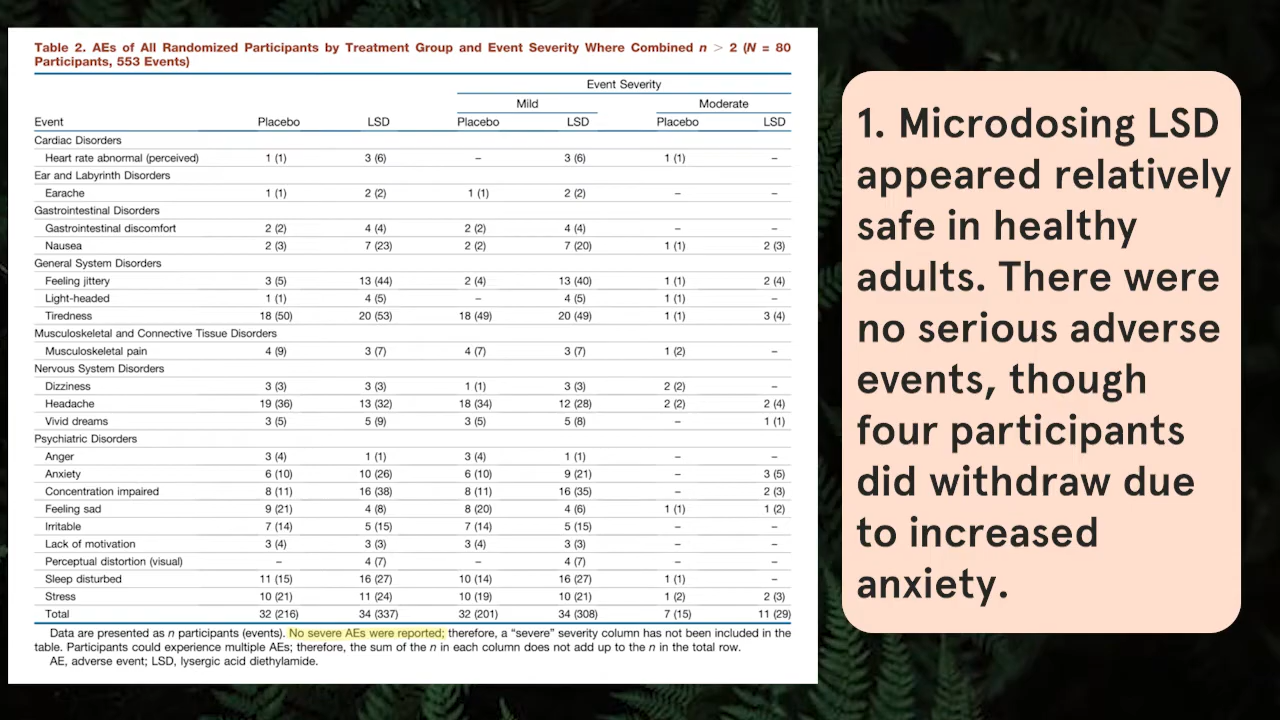 Table 2. AEs of All Randomized Participants by Treatment Group and Event Severity Where Combined n > 2 (N = 80
Participants, 553 Events)
Event Severity
Mild Moderate
Event Placebo LSD Placebo LSD Placebo LSD
Cardiac Disorders
Heart rate abnormal (perceived) 1 (1) 3 (6) – 3 (6) 1 (1) –
Ear and Labyrinth Disorders
Earache 1 (1) 2 (2) 1 (1) 2 (2) – –
Gastrointestinal Disorders
Gastrointestinal discomfort 2 (2) 4 (4) 2 (2) 4 (4) – –
Nausea 2 (3) 7 (23) 2 (2) 7 (20) 1 (1) 2 (3)
General System Disorders
Feeling jittery 3 (5) 13 (44) 2 (4) 13 (40) 1 (1) 2 (4)
Light-headed 1 (1) 4 (5) – 4 (5) 1 (1) –
Tiredness 18 (50) 20 (53) 18 (49) 20 (49) 1 (1) 3 (4)
Musculoskeletal and Connective Tissue Disorders
Musculoskeletal pain 4 (9) 3 (7) 4 (7) 3 (7) 1 (2) –
Nervous System Disorders
Dizziness 3 (3) 3 (3) 1 (1) 3 (3) 2 (2) –
Headache 19 (36) 13 (32) 18 (34) 12 (28) 2 (2) 2 (4)
Vivid dreams 3 (5) 5 (9) 3 (5) 5 (8) – 1 (1)
Psychiatric Disorders
Anger 3 (4) 1 (1) 3 (4) 1 (1) – –
Anxiety 6 (10) 10 (26) 6 (10) 9 (21) – 3 (5)
Concentration impaired 8 (11) 16 (38) 8 (11) 16 (35) – 2 (3)
Feeling sad 9 (21) 4 (8) 8 (20) 4 (6) 1 (1) 1 (2)
Irritable 7 (14) 5 (15) 7 (14) 5 (15) – –
Lack of motivation 3 (4) 3 (3) 3 (4) 3 (3) – –
Perceptual distortion (visual) – 4 (7) – 4 (7) – –
Sleep disturbed 11 (15) 16 (27) 10 (14) 16 (27) 1 (1) –
Stress 10 (21) 11 (24) 10 (19) 10 (21) 1 (2) 2 (3)
Total 32 (216) 34 (337) 32 (201) 34 (308) 7 (15) 11 (29)
Data are presented as n participants (events). No severe AEs were reported; therefore, a “severe” severity column has not been included in the
table. Participants could experience multiple AEs; therefore, the sum of the n in each column does not add up to the n in the total row.
AE, adverse event; LSD, lysergic acid diethylamide.
1. Microdosing LSD
appeared relatively
safe in healthy
adults. There were
no serious adverse
events, though
four participants
did withdraw due
to increased
anxiety.